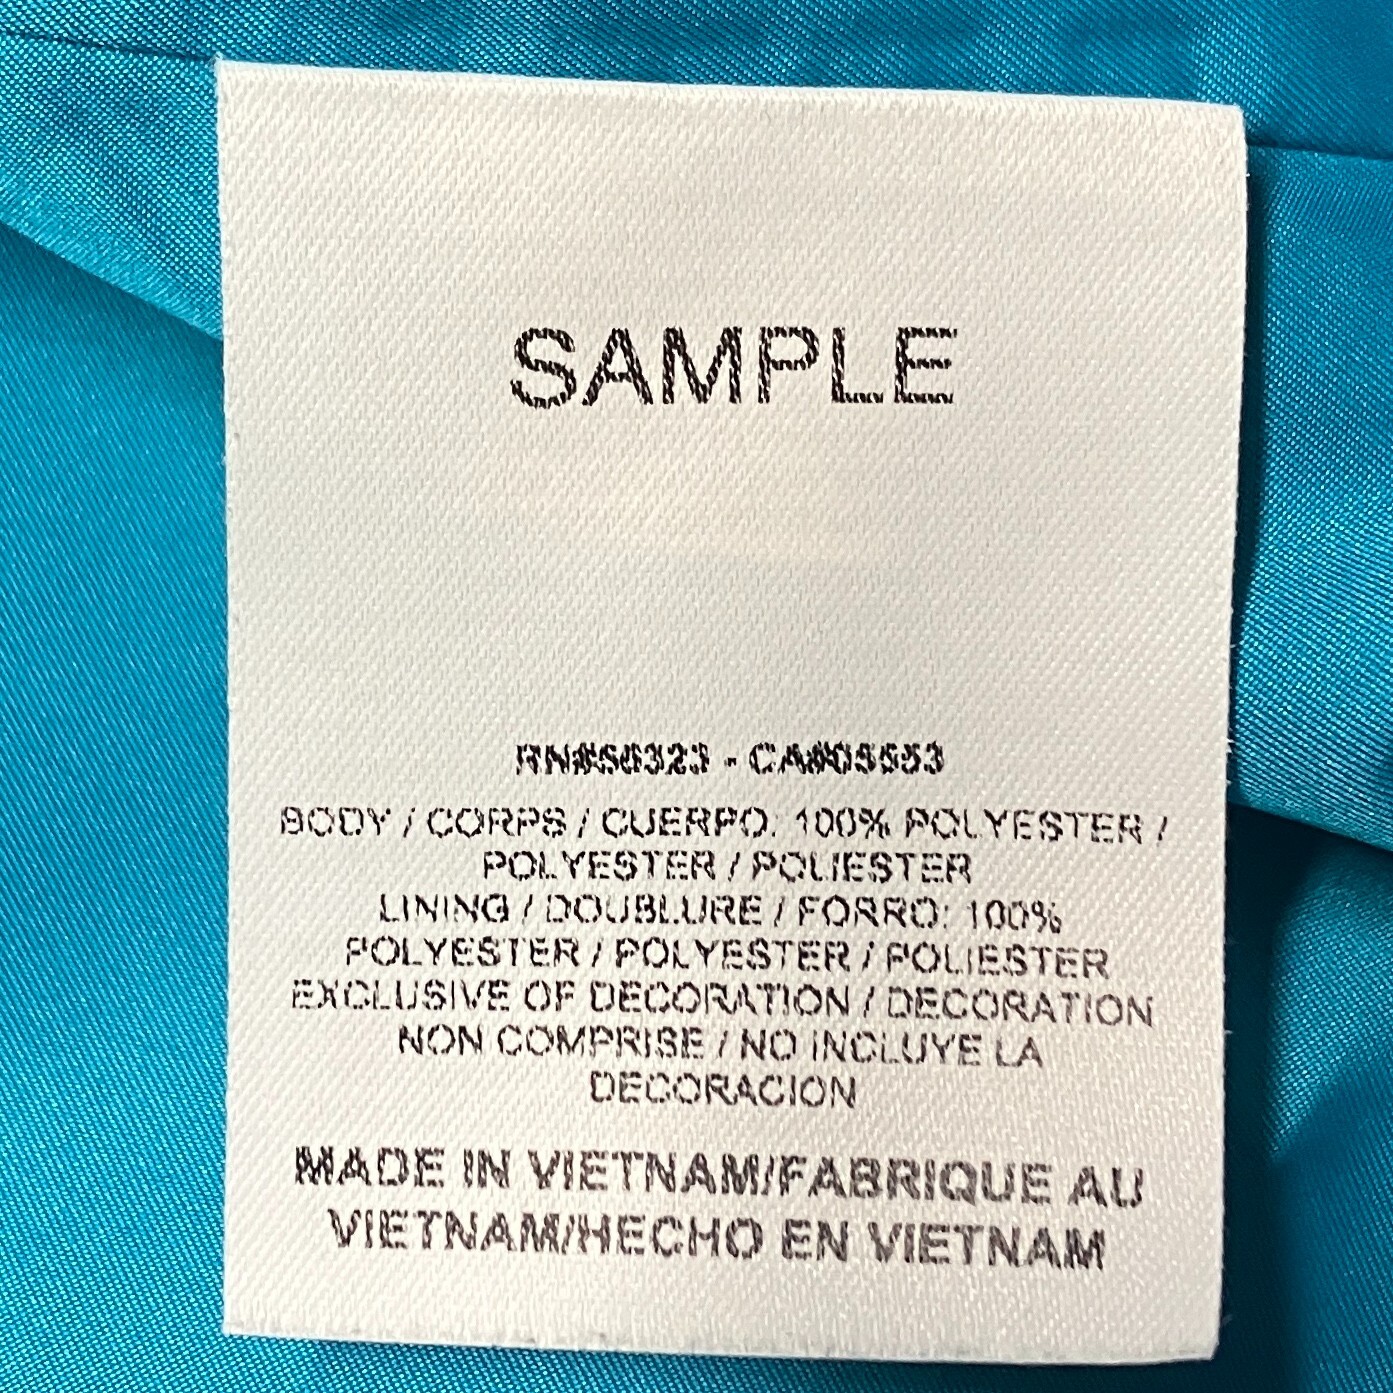 SAMPLE
RN#56323 - CA#05553
BODY / CORPS / CUERPO: 100% POLYESTER /
POLYESTER / POLIESTER
LINING / DOUBLURE / FORRO: 100%
POLYESTER / POLYESTER / POLIESTER
EXCLUSIVE OF DECORATION / DECORATION
NON COMPRISE / NO INCLUYE LA
DECORACION
MADE IN VIETNAM/FABRIQUE AU
VIETNAM/HECHO EN VIETNAM